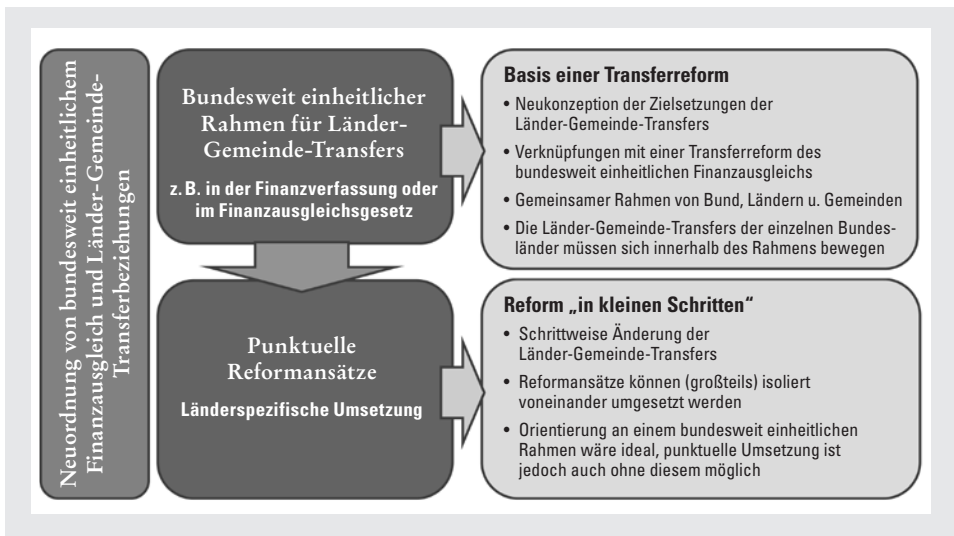 Neuordnung von bundesweit einheitlichem
Finanzausgleich und Länder-Gemeinde-
Transferbeziehungen
Bundesweit einheitlicher
Rahmen für Länder-
Gemeinde-Transfers
z. B. in der Finanzverfassung oder
im Finanzausgleichsgesetz
Basis einer Transferreform
• Neukonzeption der Zielsetzungen der
Länder-Gemeinde-Transfers
• Verknüpfungen mit einer Transferreform des
bundesweit einheitlichen Finanzausgleichs
• Gemeinsamer Rahmen von Bund, Ländern u. Gemeinden
• Die Länder-Gemeinde-Transfers der einzelnen Bundes-
länder müssen sich innerhalb des Rahmens bewegen
Punktuelle
Reformansätze
Länderspezifische Umsetzung
Reform „in kleinen Schritten“
• Schrittweise Änderung der
Länder-Gemeinde-Transfers
• Reformansätze können (großteils) isoliert
voneinander umgesetzt werden
• Orientierung an einem bundesweit einheitlichen
Rahmen wäre ideal, punktuelle Umsetzung ist
jedoch auch ohne diesem möglich